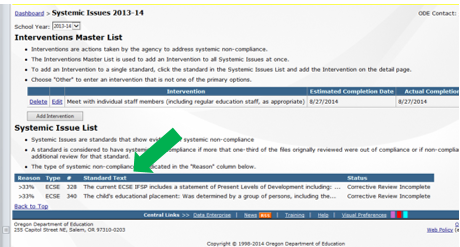 Dashboard > Systemic Issues 2013-14
ODE Contact:
School Year: 2013-14
Interventions Master List
• Interventions are actions taken by the agency to address systemic non-compliance.
• The Interventions Master List is used to add an Intervention to all Systemic Issues at once.
• To add an Intervention to a single standard, click the standard in the Systemic Issues List and add the Intervention on the detail page.
• Choose "Other" to enter an intervention that is not one of the primary options.
Intervention Estimated Completion Date Actual Completion
Delete Edit Meet with individual staff members (including regular education staff, as appropriate) 8/27/2014 8/27/2014
Add Intervention
Systemic Issue List
• Systemic Issues are standards that show evi systemic non-compliance
• A standard is considered to have system compliance if more that one-third of the files orignally reviewed were out of compliance or if non-complia
additional review for that standard.
• The type of systemic non-compliance cated in the "Reason" column below.
Reason Type # Standard Text Status
>33% ECSE 328 The current ECSE IFSP includes a statement of Present Levels of Development including: ... Corrective Review Incomplete
>33% ECSE 340 The child's educational placement: Was determined by a group of persons, including the... Corrective Review Incomplete
Back to Top
Central Links >> Data Enterprise | News | Training | Help | Visual Preferences
Oregon Department of Education
255 Capitol Street NE, Salem, OR 97310-0203
Web Policy
Copyright © 1998-2014 Oregon Department of Education